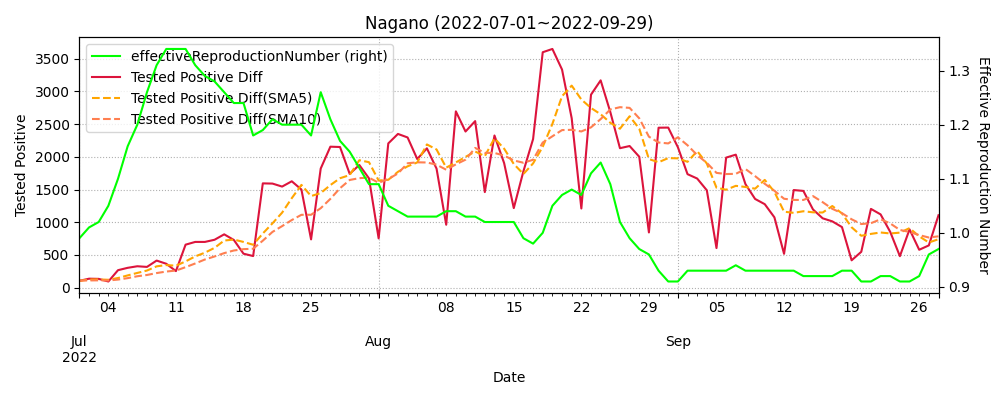 Nagano (2022-07-01~2022-09-29)
effectiveReproductionNumber (right)
Tested Positive Diff
Tested Positive Diff(SMA5)
Tested Positive Diff(SMA10)
3500
3000
2500
2000
1500
1000
500
0
Tested Positive
1.3
1.2
1.1
1.0
0.9
Effective Reproduction Number
04 11 18 25 08 15 22 29 05 12 19 26
Jul Aug Sep
2022
Date